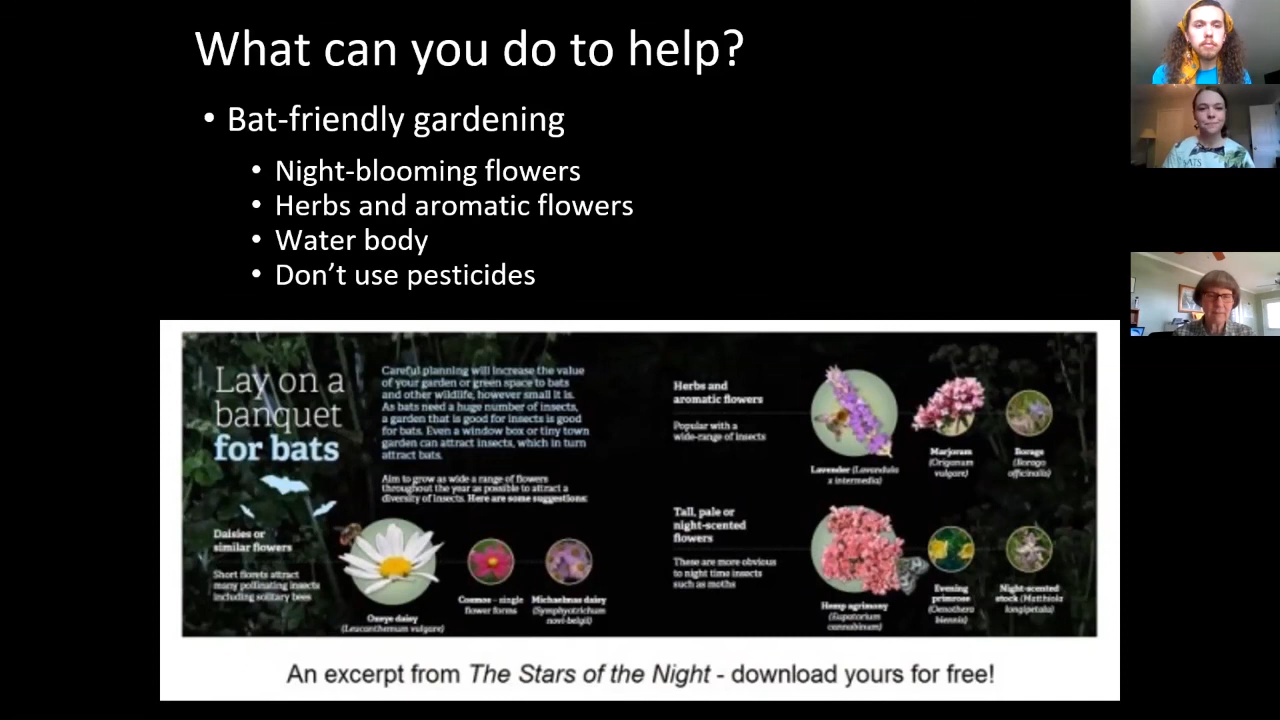 What can you do to help?
• Bat-friendly gardening
• Night-blooming flowers
• Herbs and aromatic flowers
• Water body
• Don't use pesticides
Lay on a
banquet
for bats
Careful planning will increase the value
of your garden or green space to bats
and other wildlife, however small it is.
As bats need a huge number of insects,
a garden that is good for insects is good
for bats. Even a window box or tiny town
garden can attract insects, which in turn
attract bats.
Aim to grow as wide a range of flowers
throughout the year as possible to attract a
diversity of insects. Here are some suggestions:
Daisies or
similar flowers
Short florets attract
many pollinating insects
including solitary bees
Oxeye daisy
(Leucanthemum vulgare)
Cosmos - single
flower forms
Michaelmas daisy
(Symphyotrichum
novi-belgii)
Herbs and
aromatic flowers
Popular with a
wide-range of insects
Lavender (Lavandula
x intermedia)
Marjoram
(Origanum
vulgare)
Borage
(Borago
officinalis)
Tall, pale or
night-scented
flowers
These are more obvious
to night time insects
such as moths
Hemp agrimony
(Eupatorium
cannabinum)
Evening
primrose
(Oenothera
biennis)
Night-scented
stock (Matthiola
longipetala)
An excerpt from The Stars of the Night - download yours for free!